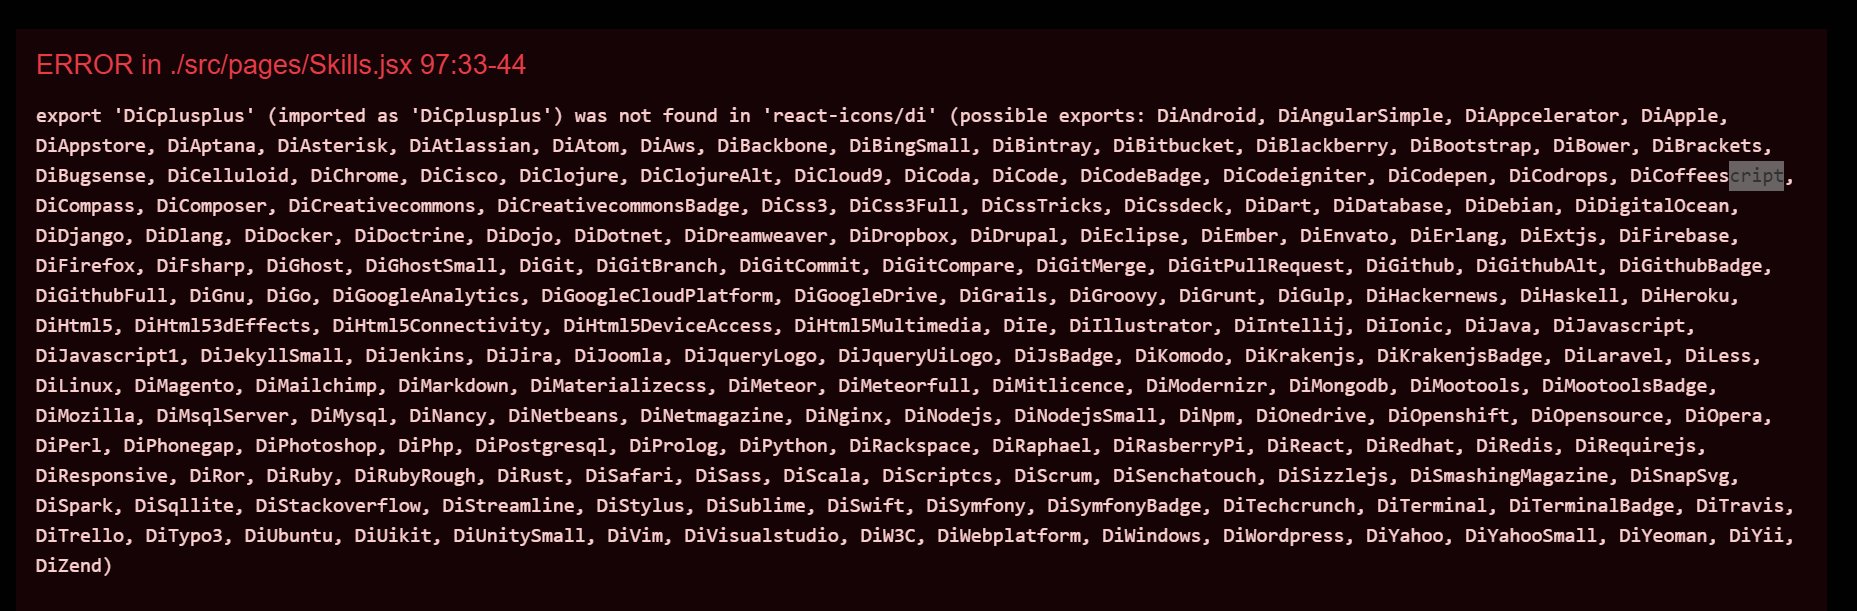 ERROR in ./src/pages/Skills.jsx 97:33-44
export 'DiCplusplus' (imported as 'DiCplusplus') was not found in 'react-icons/di' (possible exports: DiAndroid, DiAngularSimple, DiAppcelerator, DiApple,
DiAppstore, DiAptana, DiAsterisk, DiAtlassian, DiAtom, DiAws, DiBackbone, DiBingSmall, DiBintray, DiBitbucket, DiBlackberry, DiBootstrap, DiBower, DiBrackets,
DiBugsense, DiCelluloid, DiChrome, DiCisco, DiClojure, DiClojureAlt, DiCloud9, DiCoda, DiCode, DiCodeBadge, DiCodeigniter, DiCodepen, DiCodrops, DiCoffeescript,
DiCompass, DiComposer, DiCreativecommons, DiCreativecommonsBadge, DiCss3, DiCss3Full, DiCssTricks, DiCssdeck, DiDart, DiDatabase, DiDebian, DiDigitalOcean,
DiDjango, DiDlang, DiDocker, DiDoctrine, DiDojo, DiDotnet, DiDreamweaver, DiDropbox, DiDrupal, DiEclipse, DiEmber, DiEnvato, DiErlang, DiExtjs, DiFirebase,
DiFirefox, DiFsharp, DiGhost, DiGhostSmall, DiGit, DiGitBranch, DiGitCommit, DiGitCompare, DiGitMerge, DiGitPullRequest, DiGithub, DiGithubAlt, DiGithubBadge,
DiGithubFull, DiGnu, DiGo, DiGoogleAnalytics, DiGoogleCloudPlatform, DiGoogleDrive, DiGrails, DiGroovy, DiGrunt, DiGulp, DiHackernews, DiHaskell, DiHeroku,
DiHtml5, DiHtml53dEffects, DiHtml5Connectivity, DiHtml5DeviceAccess, DiHtml5Multimedia, DiIe, DiIllustrator, DiIntellij, DiIonic, DiJava, DiJavascript,
DiJavascript1, DiJekyllSmall, DiJenkins, DiJira, DiJoomla, DiJqueryLogo, DiJqueryUiLogo, DiJsBadge, DiKomodo, DiKrakenjs, DiKrakenjsBadge, DiLaravel, DiLess,
DiLinux, DiMagento, DiMailchimp, DiMarkdown, DiMaterializecss, DiMeteor, DiMeteorfull, DiMitlicence, DiModernizr, DiMongodb, DiMootools, DiMootoolsBadge,
DiMozilla, DiMsqlServer, DiMysql, DiNancy, DiNetbeans, DiNetmagazine, DiNginx, DiNodejs, DiNodejsSmall, DiNpm, DiOnedrive, DiOpenshift, DiOpensource, DiOpera,
DiPerl, DiPhonegap, DiPhotoshop, DiPhp, DiPostgresql, DiProlog, DiPython, DiRackspace, DiRaphael, DiRasberryPi, DiReact, DiRedhat, DiRedis, DiRequirejs,
DiResponsive, DiRor, DiRuby, DiRubyRough, DiRust, DiSafari, DiSass, DiScala, DiScriptcs, DiScrum, DiSenchatouch, DiSizzlejs, DiSmashingMagazine, DiSnapSvg,
DiSpark, DiSqllite, DiStackoverflow, DiStreamline, DiStylus, DiSublime, DiSwift, DiSymfony, DiSymfonyBadge, DiTechcrunch, DiTerminal, DiTerminalBadge, DiTravis,
DiTrello, DiTypo3, DiUbuntu, DiUikit, DiUnitySmall, DiVim, DiVisualstudio, DiW3C, DiWebplatform, DiWindows, DiWordpress, DiYahoo, DiYahooSmall, DiYeoman, DiYii,
DiZend)